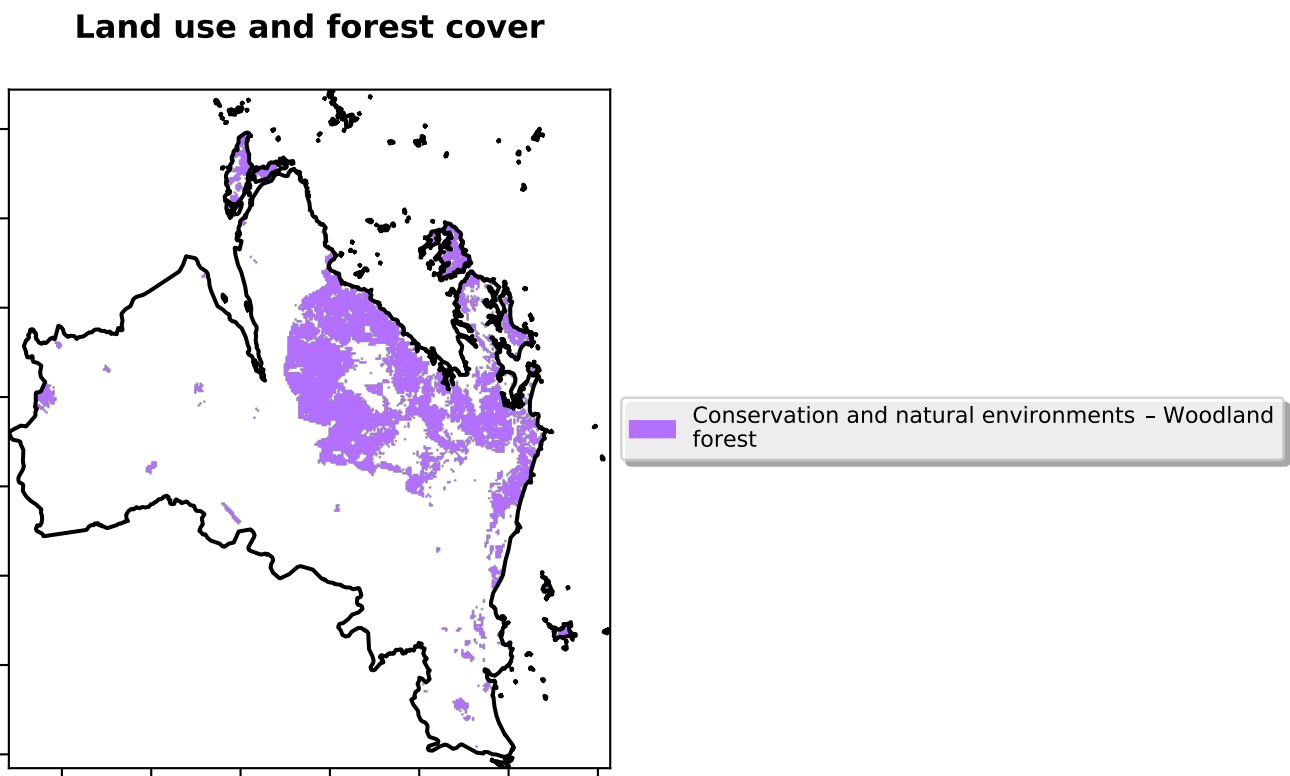 Land use and forest cover
Conservation and natural environments – Woodland
forest